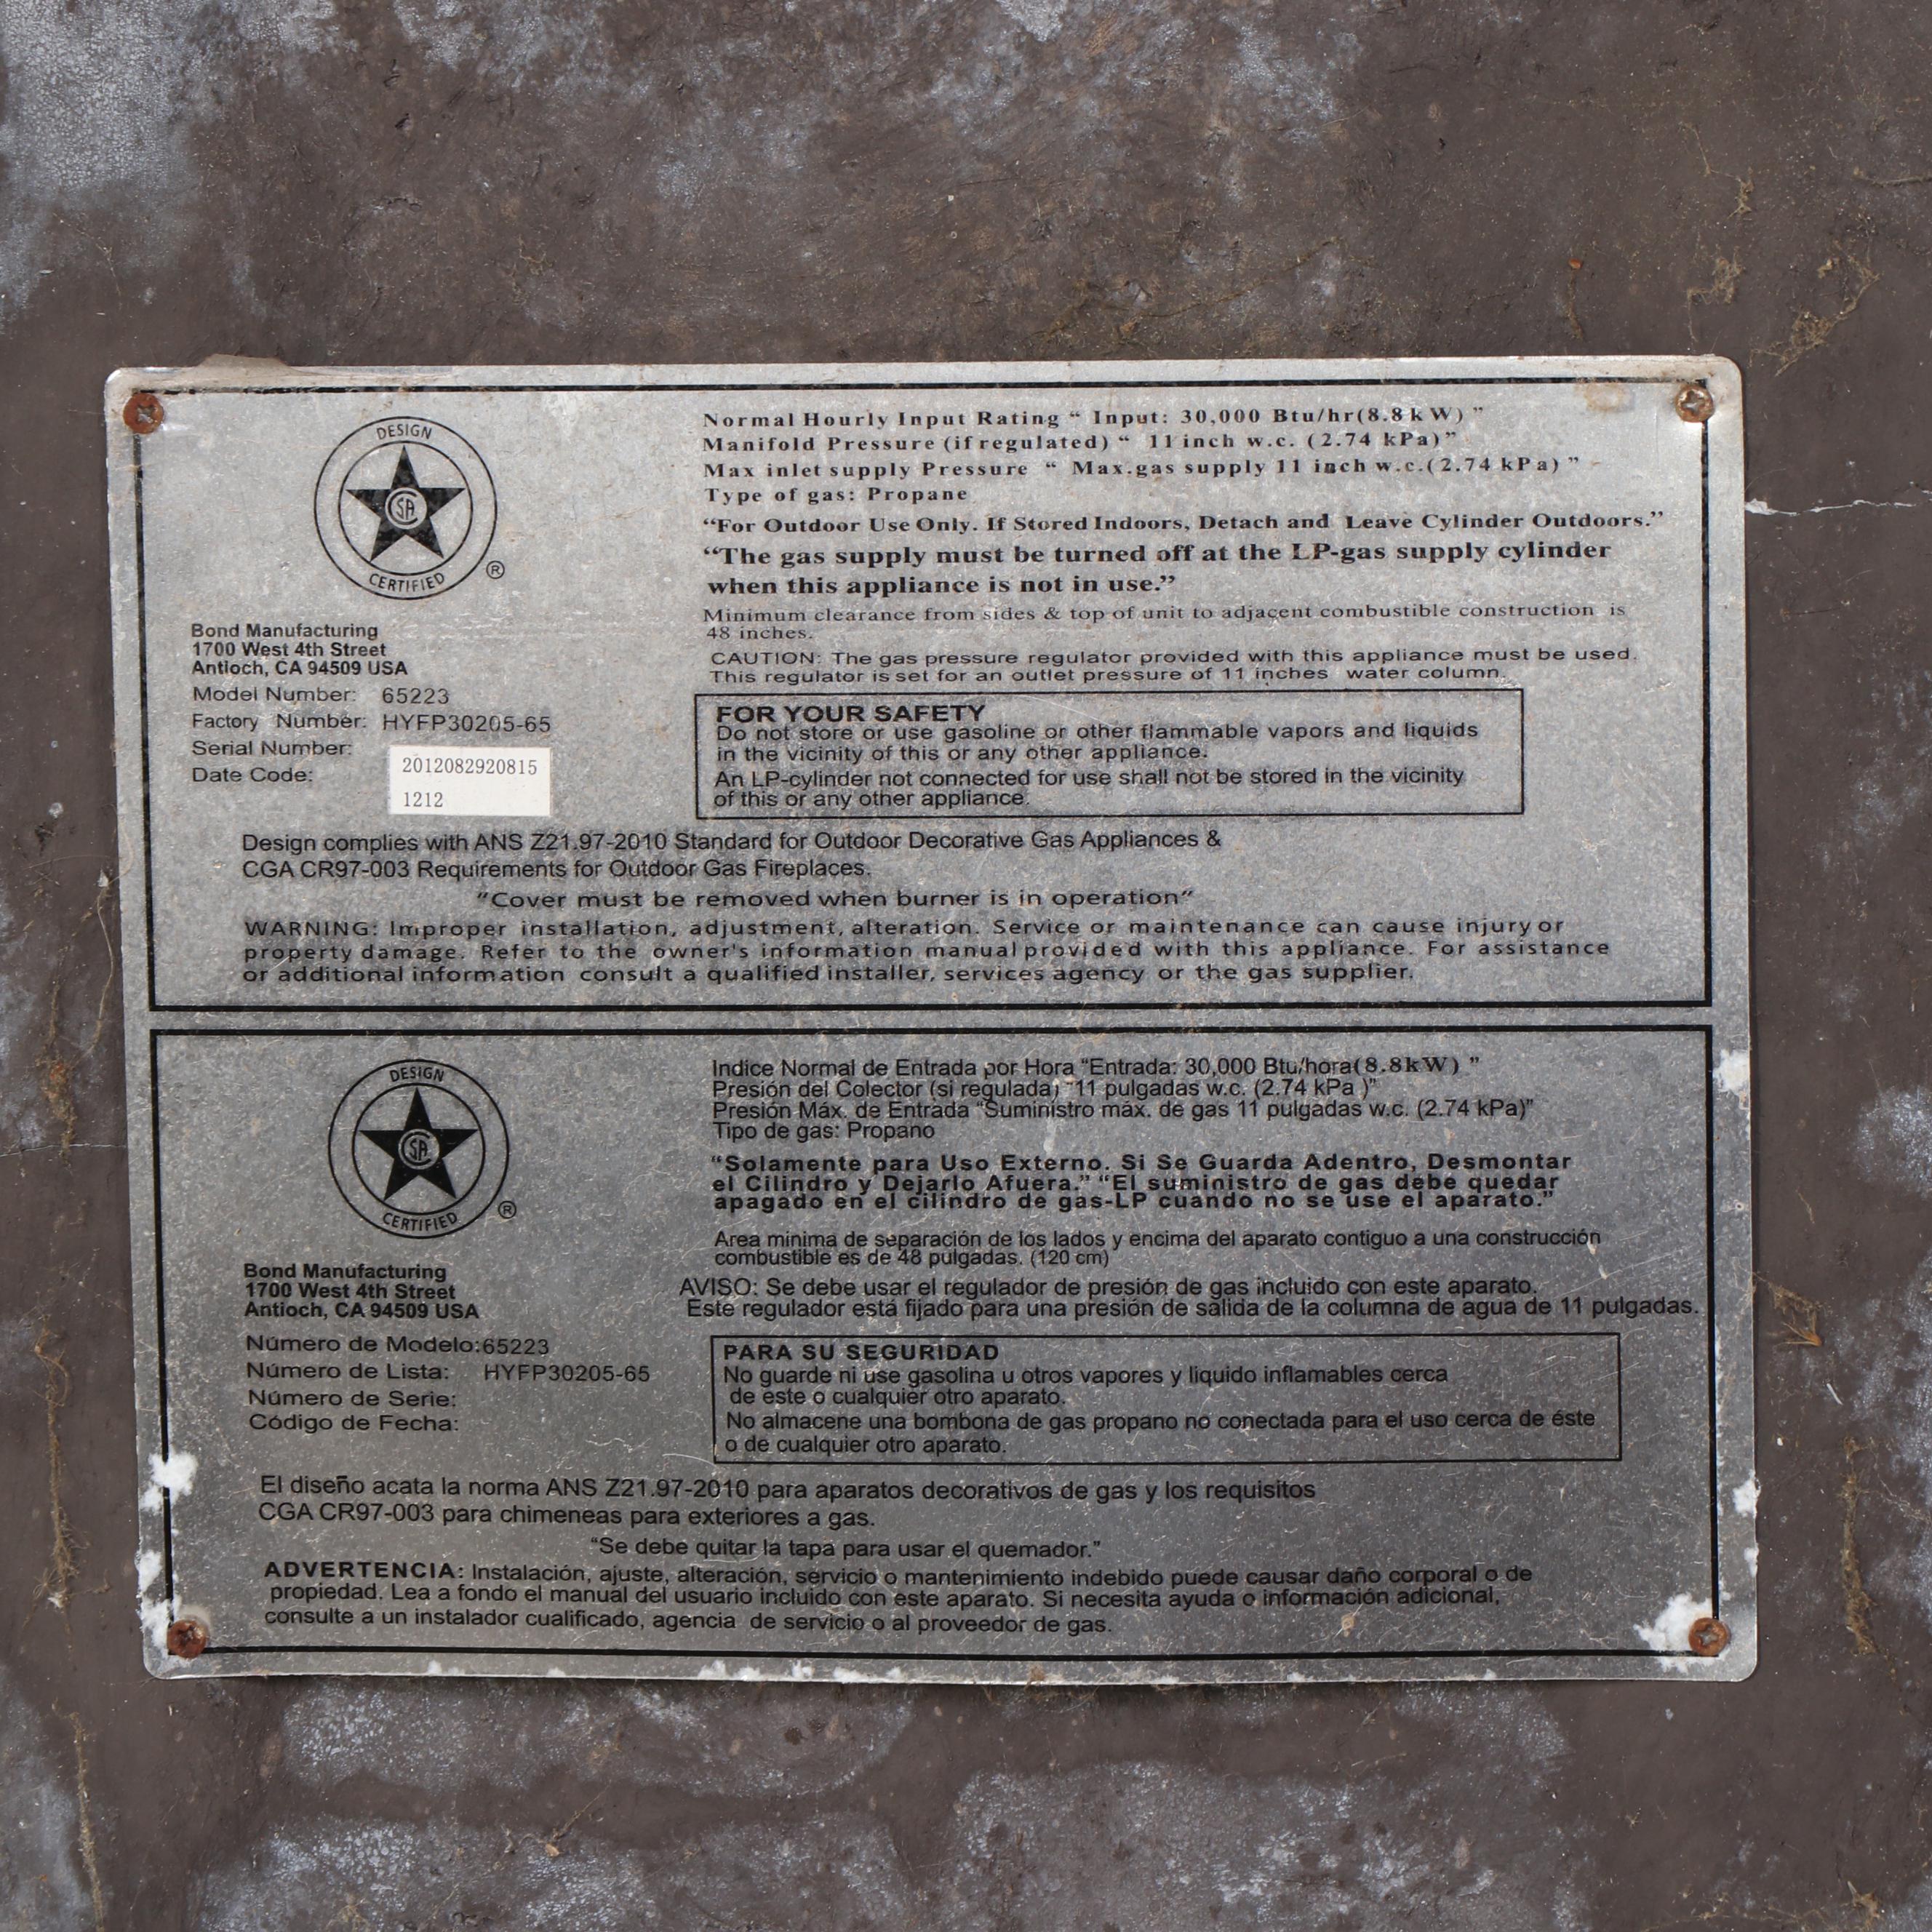 DESIGN
CSA
CERTIFIED
®
Bond Manufacturing
1700 West 4th Street
Antioch, CA 94509 USA
Model Number: 65223
Factory Number: HYFP30205-65
Serial Number: 2012082920815
Date Code: 1212
Normal Hourly Input Rating “ Input: 30,000 Btu/hr(8.8kW) ”
Manifold Pressure (if regulated) “ 11 inch w.c. (2.74 kPa)”
Max inlet supply Pressure “ Max.gas supply 11 inch w.c.(2.74 kPa) ”
Type of gas: Propane
“For Outdoor Use Only. If Stored Indoors, Detach and Leave Cylinder Outdoors.”
“The gas supply must be turned off at the LP-gas supply cylinder
when this appliance is not in use.”
Minimum clearance from sides & top of unit to adjacent combustible construction is
48 inches.
CAUTION: The gas pressure regulator provided with this appliance must be used.
This regulator is set for an outlet pressure of 11 inches water column.
FOR YOUR SAFETY
Do not store or use gasoline or other flammable vapors and liquids
in the vicinity of this or any other appliance.
An LP-cylinder not connected for use shall not be stored in the vicinity
of this or any other appliance.
Design complies with ANS Z21.97-2010 Standard for Outdoor Decorative Gas Appliances &
CGA CR97-003 Requirements for Outdoor Gas Fireplaces.
“Cover must be removed when burner is in operation”
WARNING: Improper installation, adjustment, alteration. Service or maintenance can cause injury or
property damage. Refer to the owner's information manual provided with this appliance. For assistance
or additional information consult a qualified installer, services agency or the gas supplier.
DESIGN
CSA
CERTIFIED
®
Bond Manufacturing
1700 West 4th Street
Antioch, CA 94509 USA
Número de Modelo:65223
Número de Lista: HYFP30205-65
Número de Serie:
Código de Fecha:
Indice Normal de Entrada por Hora “Entrada: 30,000 Btu/hora(8.8kW) ”
Presión del Colector (si regulada) “11 pulgadas w.c. (2.74 kPa )”
Presión Máx. de Entrada “Suministro máx. de gas 11 pulgadas w.c. (2.74 kPa)”
Tipo de gas: Propano
“Solamente para Uso Externo. Si Se Guarda Adentro, Desmontar
el Cilindro y Dejarlo Afuera.” “El suministro de gas debe quedar
apagado en el cilindro de gas-LP cuando no se use el aparato.”
Area minima de separación de los lados y encima del aparato contiguo a una construcción
combustible es de 48 pulgadas. (120 cm)
AVISO: Se debe usar el regulador de presión de gas incluido con este aparato.
Este regulador está fijado para una presión de salida de la columna de agua de 11 pulgadas.
PARA SU SEGURIDAD
No guarde ni use gasolina u otros vapores y liquido inflamables cerca
de este o cualquier otro aparato.
No almacene una bombona de gas propano no conectada para el uso cerca de éste
o de cualquier otro aparato.
El diseño acata la norma ANS Z21.97-2010 para aparatos decorativos de gas y los requisitos
CGA CR97-003 para chimeneas para exteriores a gas.
“Se debe quitar la tapa para usar el quemador.”
ADVERTENCIA: Instalación, ajuste, alteración, servicio o mantenimiento indebido puede causar daño corporal o de
propiedad. Lea a fondo el manual del usuario incluido con este aparato. Si necesita ayuda o información adicional,
consulte a un instalador cualificado, agencia de servicio o al proveedor de gas.